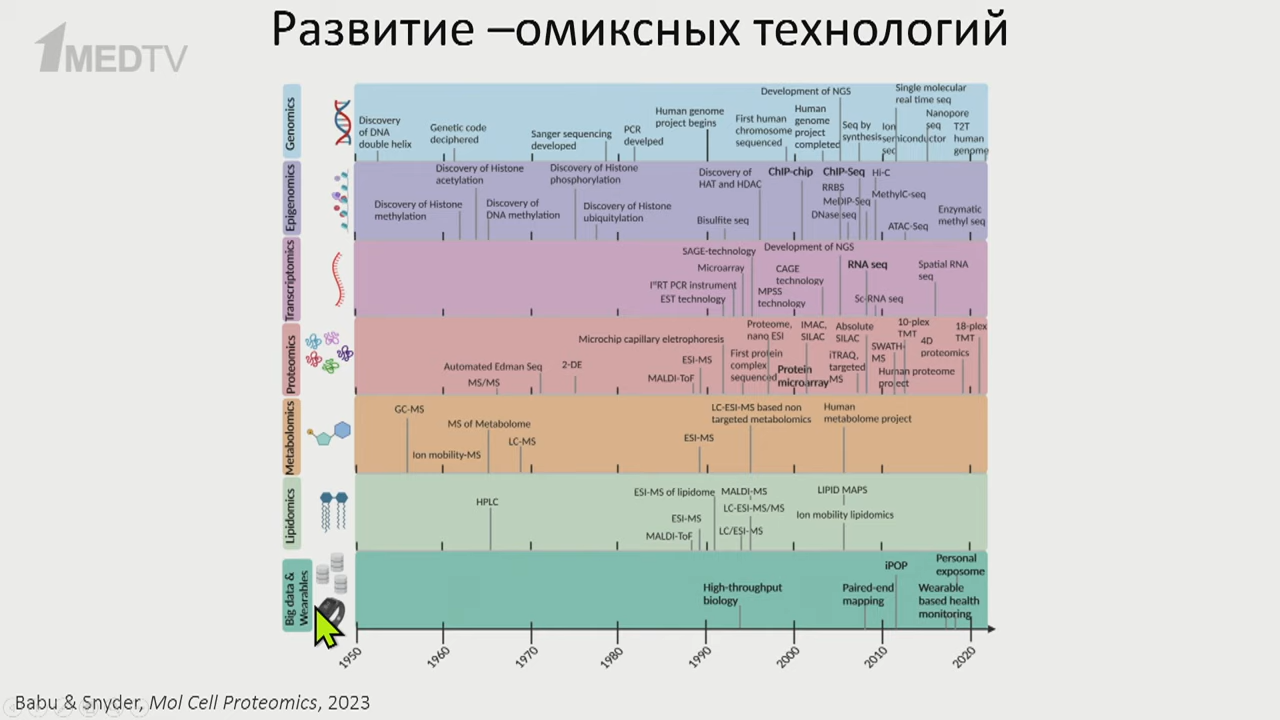 1MEDTV
Развитие –омиксных технологий
Genomics
Discovery
of DNA
double helix
Genetic code
deciphered
Sanger sequencing
developed
PCR
develped
Human genome
project begins
First human
chromosome
sequenced
Development of NGS
Human
genome
project
completed
Seq by
synthesis
Single molecular
real time seq
Ion
semiconductor
seq
Nanopore
seq
T2T
human
genome
Epigenomics
Discovery of Histone
methylation
Discovery of Histone
acetylation
Discovery of
DNA methylation
Discovery of Histone
phosphorylation
Discovery of Histone
ubiquitylation
Discovery of
HAT and HDAC
Bisulfite seq
ChIP-chip
ChIP-Seq
Hi-C
RRBS
MeDIP-Seq
DNase seq
MethylC-seq
ATAC-Seq
Enzymatic
methyl seq
Transcriptomics
SAGE-technology
Microarray
IˢᵗRT PCR instrument
EST technology
Development of NGS
CAGE
technology
MPSS
technology
RNA seq
Sc-RNA seq
Spatial RNA
seq
Proteomics
Automated Edman Seq
MS/MS
2-DE
Microchip capillary eletrophoresis
ESI-MS
MALDI-ToF
Proteome,
nano ESI
First protein
complex
sequenced
IMAC,
SILAC
Protein
microarray
Absolute
SILAC
iTRAQ,
targeted
MS
SWATH-
MS
10-plex
TMT
4D
proteomics
Human proteome
project
18-plex
TMT
Metabolomics
GC-MS
MS of Metabolome
Ion mobility-MS
LC-MS
ESI-MS
LC-ESI-MS based non
targeted metabolomics
Human
metabolome project
Lipidomics
HPLC
ESI-MS of lipidome
ESI-MS
MALDI-ToF
MALDI-MS
LC-ESI-MS/MS
LC/ESI-MS
LIPID MAPS
Ion mobility lipidomics
Big data &
Wearables
High-throughput
biology
Paired-end
mapping
iPOP
Personal
exposome
Wearable
based health
monitoring
1950
1960
1970
1980
1990
2000
2010
2020
Babu & Snyder, Mol Cell Proteomics, 2023